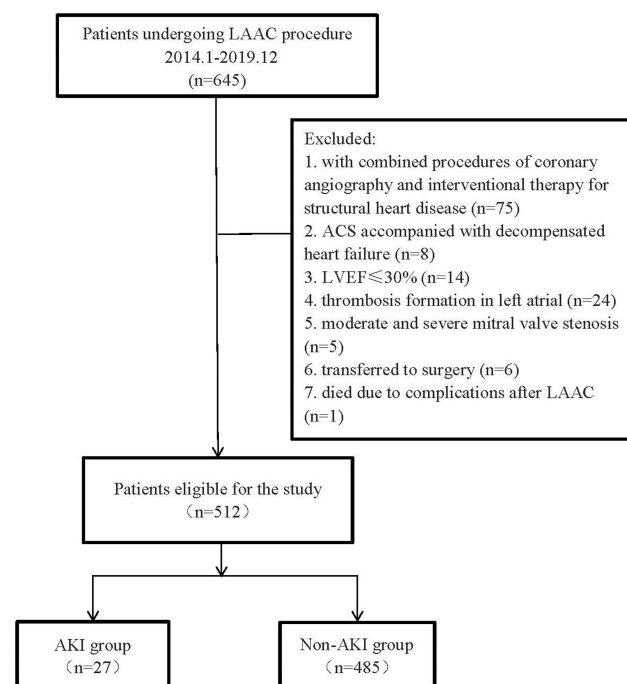 Patients undergoing LAAC procedure
2014.1-2019.12
(n=645)
Excluded:
1. with combined procedures of coronary
angiography and interventional therapy for
structural heart disease (n=75)
2. ACS accompanied with decompensated
heart failure (n=8)
3. LVEF≤30% (n=14)
4. thrombosis formation in left atrial (n=24)
5. moderate and severe mitral valve stenosis
(n=5)
6. transferred to surgery (n=6)
7. died due to complications after LAAC
(n=1)
Patients eligible for the study
（n=512）
AKI group
(n=27)
Non-AKI group
(n=485)